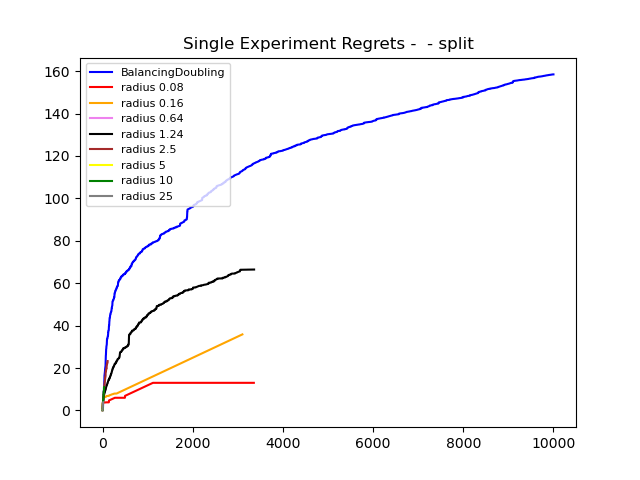 Single Experiment Regrets -  - split
160
140
120
100
80
60
40
20
0
BalancingDoubling
radius 0.08
radius 0.16
radius 0.64
radius 1.24
radius 2.5
radius 5
radius 10
radius 25
0 2000 4000 6000 8000 10000